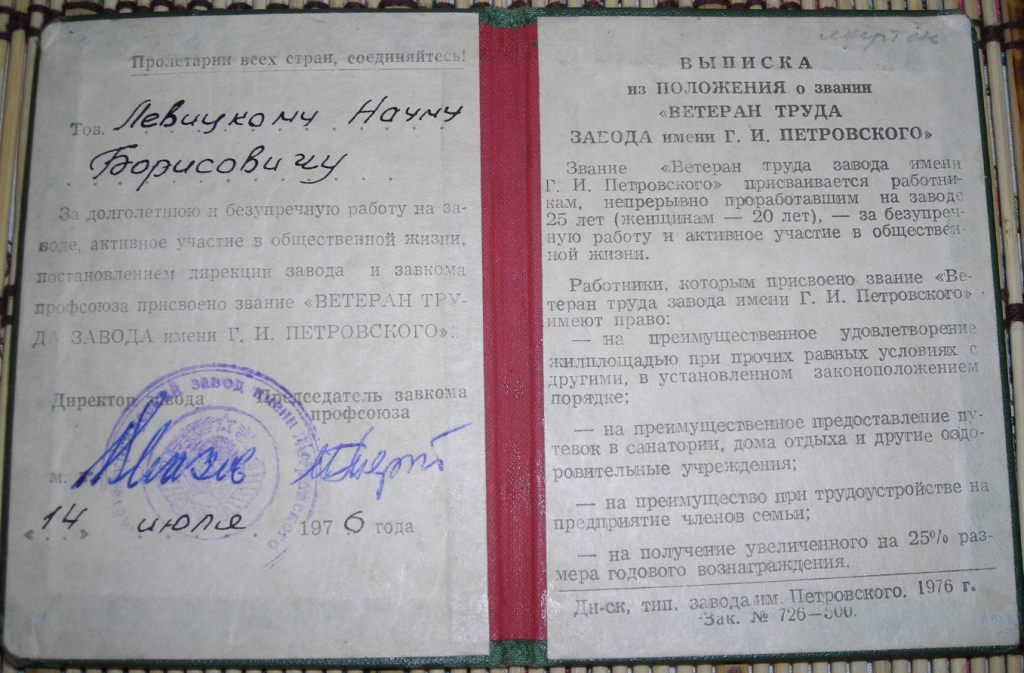 Пролетарии всех стран, соединяйтесь!
Тов. Левицкому Науму
Борисовичу
За долголетнюю и безупречную работу на за-
воде, активное участие в общественной жизни,
постановлением дирекции завода и завкома
профсоюза присвоено звание «ВЕТЕРАН ТРУ-
ДА ЗАВОДА имени Г. И. ПЕТРОВСКОГО».
Директор завода Председатель завкома
профсоюза
м.
завод имени Петровского
«14» июля 1976 года
ВЫПИСКА
из ПОЛОЖЕНИЯ о звании
«ВЕТЕРАН ТРУДА
ЗАВОДА имени Г. И. ПЕТРОВСКОГО»
Звание «Ветеран труда завода имени
Г. И. Петровского» присваивается работни-
кам, непрерывно проработавшим на заводе
25 лет (женщинам — 20 лет), — за безупреч-
ную работу и активное участие в обществен-
ной жизни.
Работники, которым присвоено звание «Ве-
теран труда завода имени Г. И. Петровского»
имеют право:
— на преимущественное удовлетворение
жилплощадью при прочих равных условиях с
другими, в установленном законоположением
порядке;
— на преимущественное предоставление пу-
тевок в санатории, дома отдыха и другие оздо-
ровительные учреждения;
— на преимущество при трудоустройстве на
предприятие членов семьи;
— на получение увеличенного на 25% раз-
мера годового вознаграждения.
Дн-ск, тип. завода им. Петровского. 1976 г.
Зак. № 726—500.